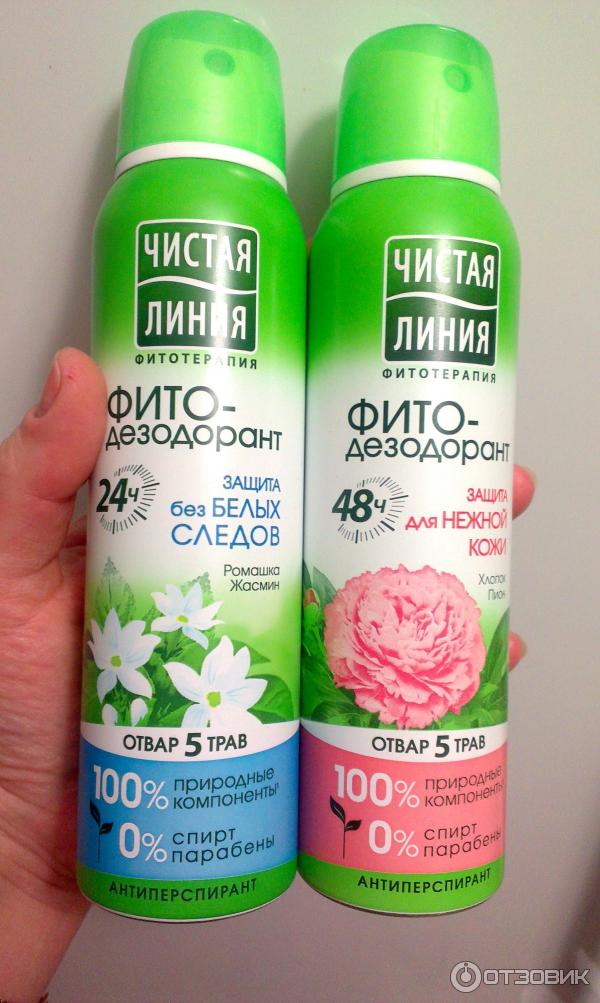 ЧИСТАЯ
ЛИНИЯ
ФИТОТЕРАПИЯ
ФИТО-
дезодорант
24ч
ЗАЩИТА
без БЕЛЫХ
СЛЕДОВ
Ромашка
Жасмин
ОТВАР 5 ТРАВ
100% природные
компоненты¹
0% спирт
парабены
АНТИПЕРСПИРАНТ
ЧИСТАЯ
ЛИНИЯ
ФИТОТЕРАПИЯ
ФИТО-
дезодорант
48ч
ЗАЩИТА
для НЕЖНОЙ
КОЖИ
Хлопок
Пион
ОТВАР 5 ТРАВ
100% природные
компоненты¹
0% спирт
парабены
АНТИПЕРСПИРАНТ
ОТЗОВИК